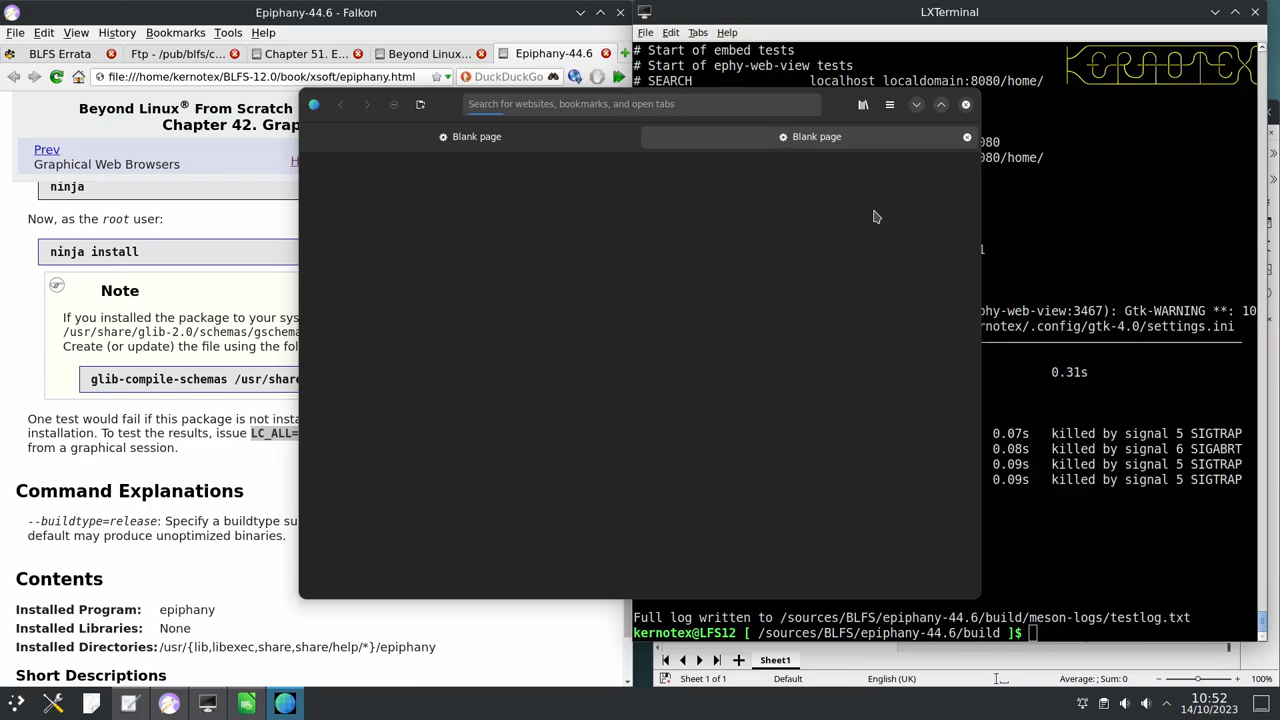 Epiphany-44.6 - Falkon
File Edit View History Bookmarks Tools Help
BLFS Errata
Ftp - /pub/blfs/c...
Chapter 51. E...
Beyond Linux...
Epiphany-44.6
file:///home/kernotex/BLFS-12.0/book/xsoft/epiphany.html
DuckDuckGo
Beyond Linux® From Scratch
Chapter 42. Grap
Prev
Graphical Web Browsers
H
ninja
Now, as the root user:
ninja install
Note
If you installed the package to your sys
/usr/share/glib-2.0/schemas/gschema
Create (or update) the file using the fol
glib-compile-schemas /usr/share
One test would fail if this package is not insta
installation. To test the results, issue LC_ALL=
from a graphical session.
Command Explanations
--buildtype=release: Specify a buildtype su
default may produce unoptimized binaries.
Contents
Installed Program: epiphany
Installed Libraries: None
Installed Directories: /usr/{lib,libexec,share,share/help/*}/epiphany
Short Descriptions
Search for websites, bookmarks, and open tabs
Blank page
Blank page
LXTerminal
File Edit Tabs Help
# Start of embed tests
# Start of ephy-web-view tests
# SEARCH localhost localdomain:8080/home/
KERNOTEX
080
80/home/
1
phy-web-view:3467): Gtk-WARNING **: 10
rnotex/.config/gtk-4.0/settings.ini
0.31s
0.07s killed by signal 5 SIGTRAP
0.08s killed by signal 6 SIGABRT
0.09s killed by signal 5 SIGTRAP
0.09s killed by signal 5 SIGTRAP
Full log written to /sources/BLFS/epiphany-44.6/build/meson-logs/testlog.txt
kernotex@LFS12 [ /sources/BLFS/epiphany-44.6/build ]$
Sheet1
Sheet 1 of 1 Default English (UK) Average: ; Sum: 0 100%
10:52
14/10/2023